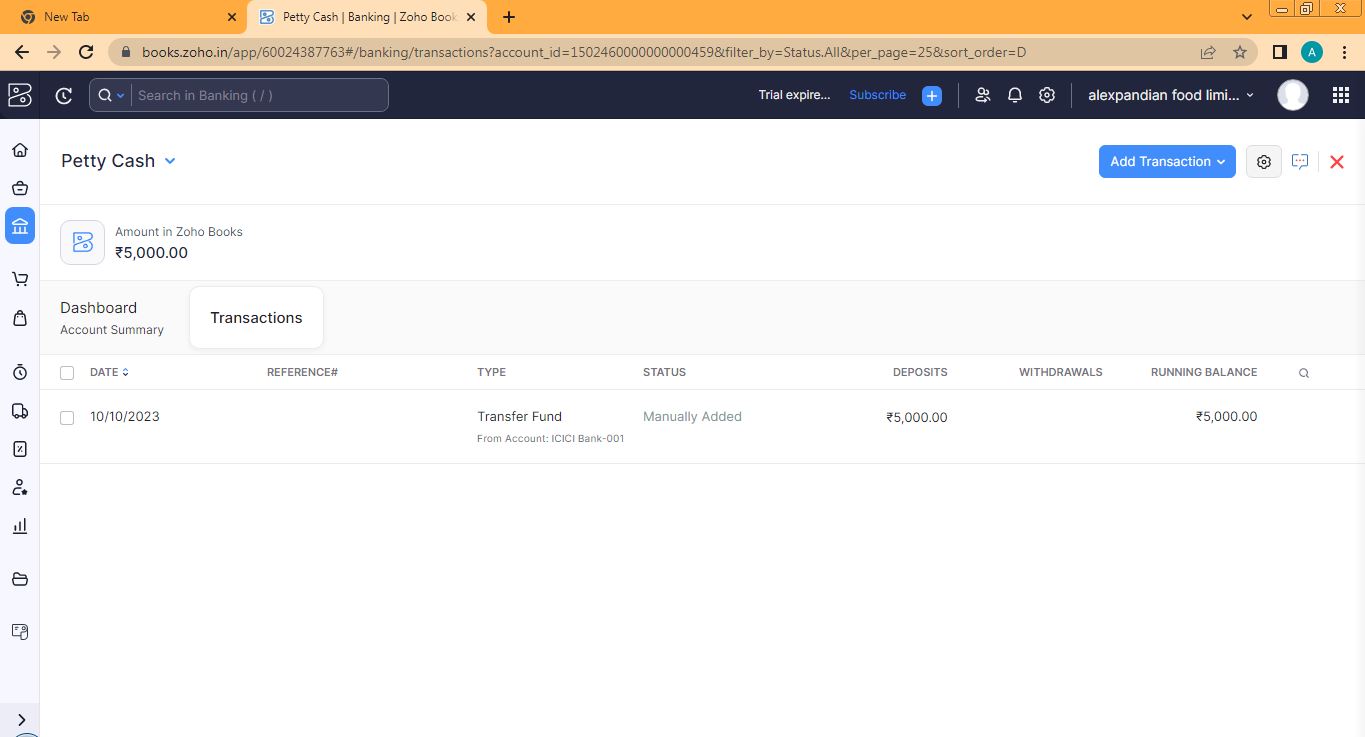 New Tab
Petty Cash | Banking | Zoho Book
books.zoho.in/app/60024387763#/banking/transactions?account_id=1502460000000000459&filter_by=Status.All&per_page=25&sort_order=D
A
Search in Banking ( / )
Trial expire...
Subscribe
alexpandian food limi...
Petty Cash
Add Transaction
Amount in Zoho Books
₹5,000.00
Dashboard
Account Summary
Transactions
DATE REFERENCE# TYPE STATUS DEPOSITS WITHDRAWALS RUNNING BALANCE
10/10/2023 Transfer Fund Manually Added ₹5,000.00 ₹5,000.00
From Account: ICICI Bank-001